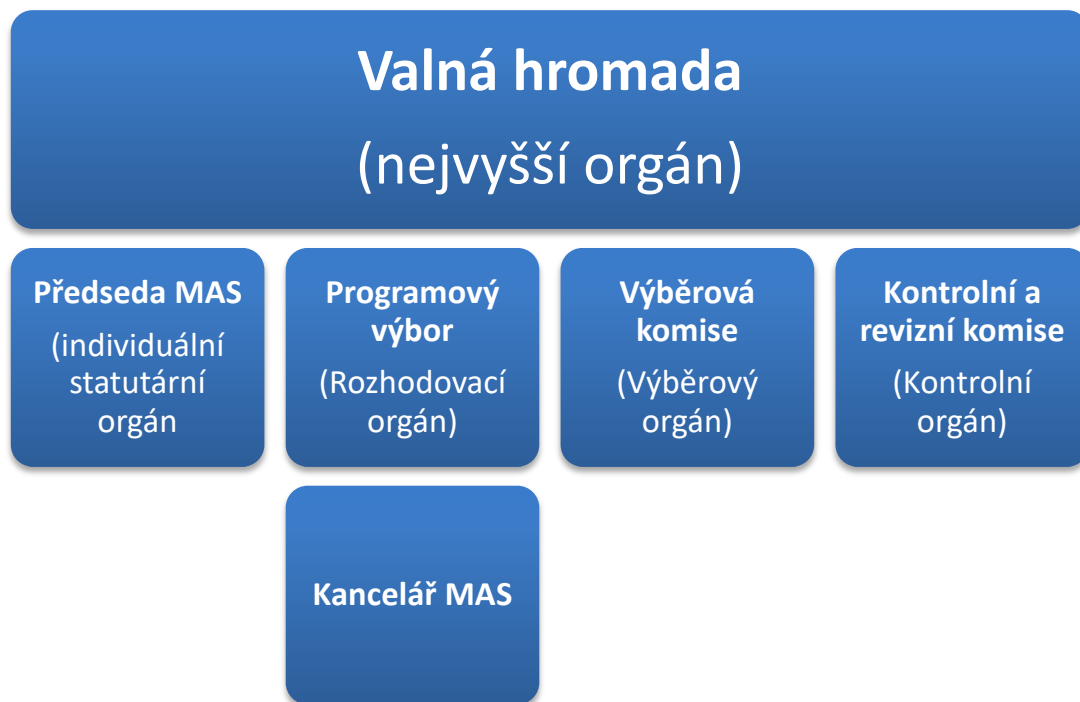 Valná hromada
(nejvyšší orgán)
Předseda MAS
(individuální
statutární
orgán
Programový
výbor
(Rozhodovací
orgán)
Výběrová
komise
(Výběrový
orgán)
Kontrolní a
revizní komise
(Kontrolní
orgán)
Kancelář MAS